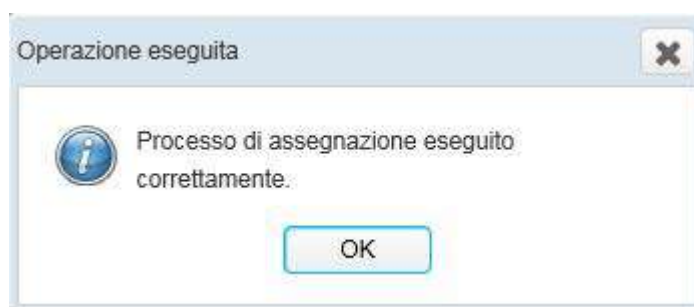 Operazione eseguita
Processo di assegnazione eseguito
correttamente.
OK